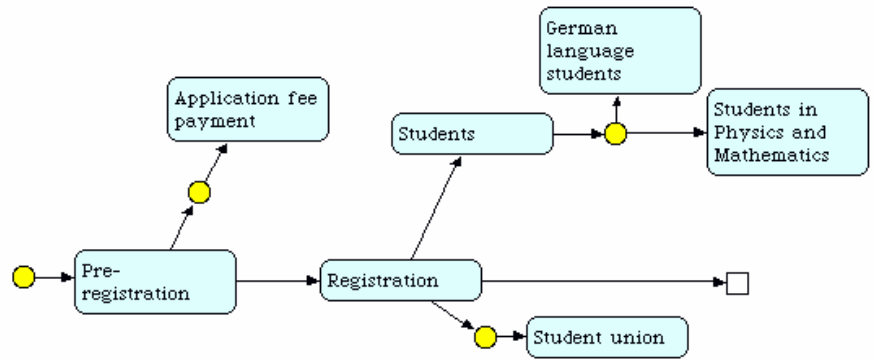 German
language
students
Application fee
payment
Students
Students in
Physics and
Mathematics
Pre-
registration
Registration
Student union